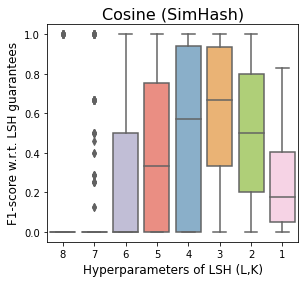 Cosine (SimHash)
F1-score w.r.t. LSH guarantees
1.0
0.8
0.6
0.4
0.2
0.0
8 7 6 5 4 3 2 1
Hyperparameters of LSH (L,K)